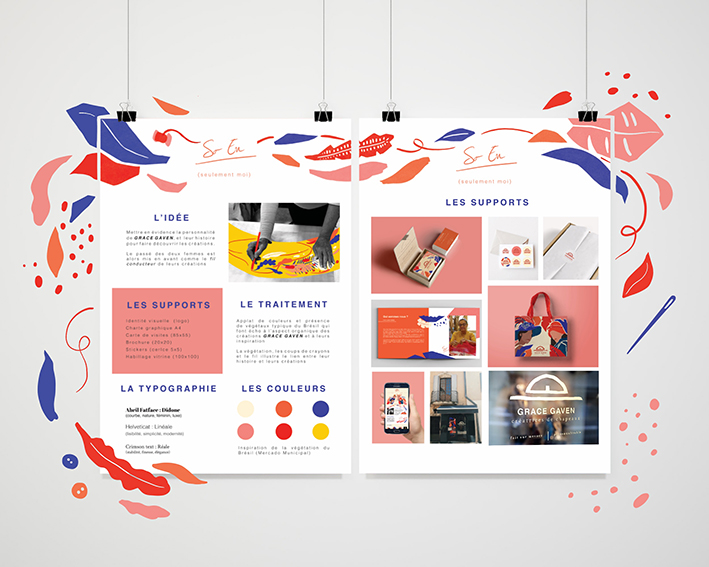 So Eu
(seulement moi)
L'IDÉE
Mettre en évidence la personnalité
de GRACE GAVEN, et leur histoire
pour faire découvrir les créations.
Le passé des deux femmes est
alors mis en avant comme le fil
conducteur de leurs créations
LES SUPPORTS
Identité visuelle (logo)
Charte graphique A4
Carte de visites (85x55)
Brochure (20x20)
Stickers (cercle 5x5)
Habillage vitrine (100x100)
LE TRAITEMENT
Appel de couleurs et présence
de végétaux typique du Brésil qui
font écho à l'aspect organique des
créations GRACE GAVEN et à leurs
inspiration
La végétation, les coups de crayons
et le fil illustre le lien entre leur
histoire et leurs création
LA TYPOGRAPHIE
Abril Fatface : Didone
(courbe, nature, féminin, luxe)
Helvetica : Linéale
(lisibilité, simplicité, modernité)
Crimson text : Réale
(stabilité, finesse, élégance)
LES COULEURS
Inspiration de la végétation du
Brésil (Mercado Municipal)
So Eu
(seulement moi)
LES SUPPORTS
GRACE GAVEN